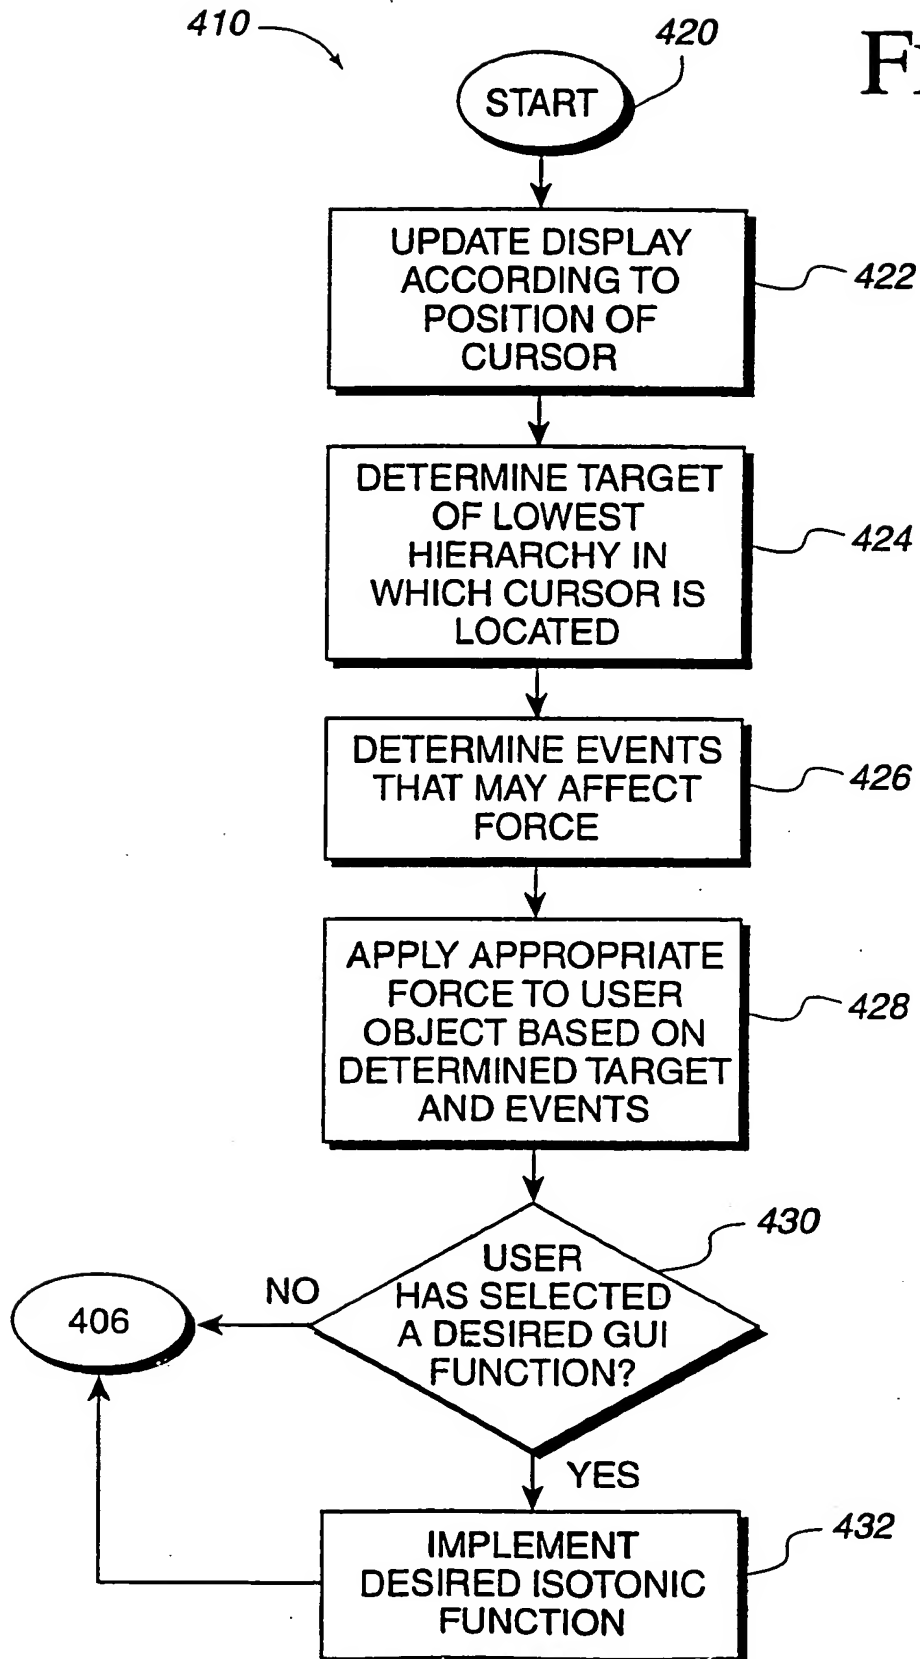 410
420
START
UPDATE DISPLAY
ACCORDING TO
POSITION OF
CURSOR
422
DETERMINE TARGET
OF LOWEST
HIERARCHY IN
WHICH CURSOR IS
LOCATED
424
DETERMINE EVENTS
THAT MAY AFFECT
FORCE
426
APPLY APPROPRIATE
FORCE TO USER
OBJECT BASED ON
DETERMINED TARGET
AND EVENTS
428
430
USER
HAS SELECTED
A DESIRED GUI
FUNCTION?
NO
406
YES
IMPLEMENT
DESIRED ISOTONIC
FUNCTION
432